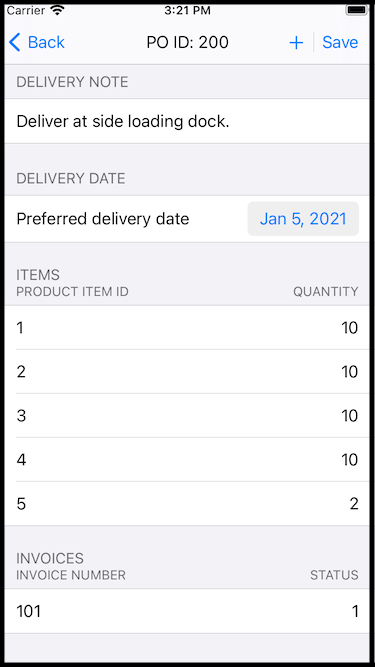 Carrier 3:21 PM
Back PO ID: 200 + Save
DELIVERY NOTE
Deliver at side loading dock.
DELIVERY DATE
Preferred delivery date Jan 5, 2021
ITEMS
PRODUCT ITEM ID QUANTITY
1 10
2 10
3 10
4 10
5 2
INVOICES
INVOICE NUMBER STATUS
101 1